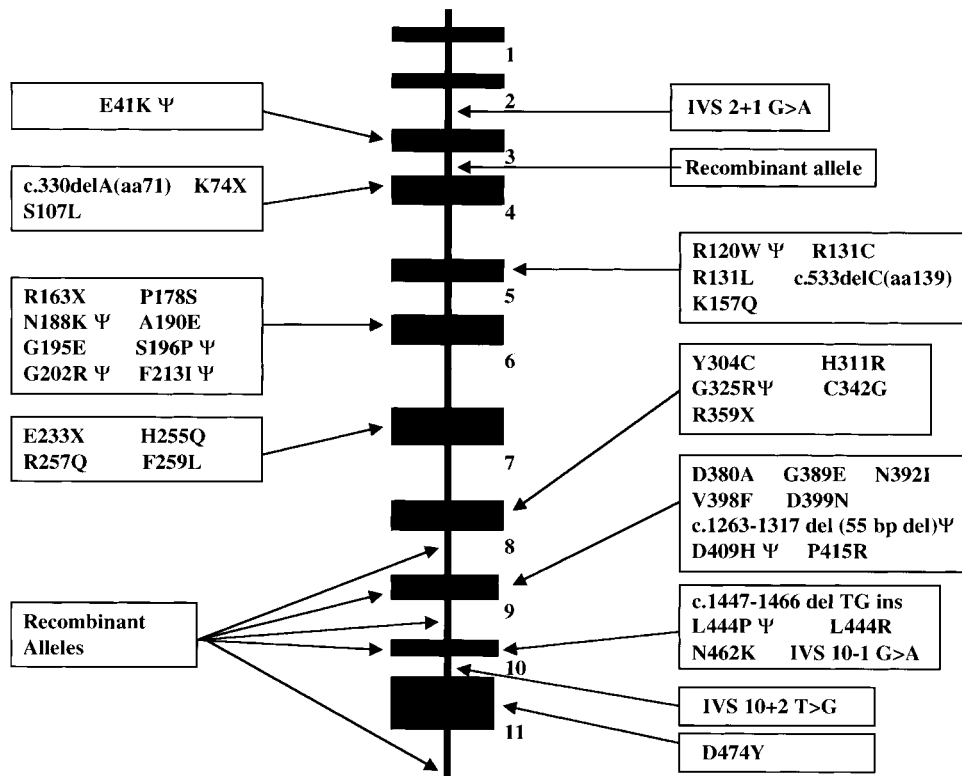 1
E41K Ψ
2
IVS 2+1 G>A
3
Recombinant allele
c.330delA(aa71) K74X
S107L
4
R120W Ψ R131C
R131L c.533delC(aa139)
K157Q
5
R163X P178S
N188K Ψ A190E
G195E S196P Ψ
G202R Ψ F213I Ψ
6
Y304C H311R
G325RΨ C342G
R359X
E233X H255Q
R257Q F259L
7
D380A G389E N392I
V398F D399N
c.1263-1317 del (55 bp del)Ψ
D409H Ψ P415R
8
9
Recombinant
Alleles
c.1447-1466 del TG ins
L444P Ψ L444R
N462K IVS 10-1 G>A
10
IVS 10+2 T>G
11
D474Y